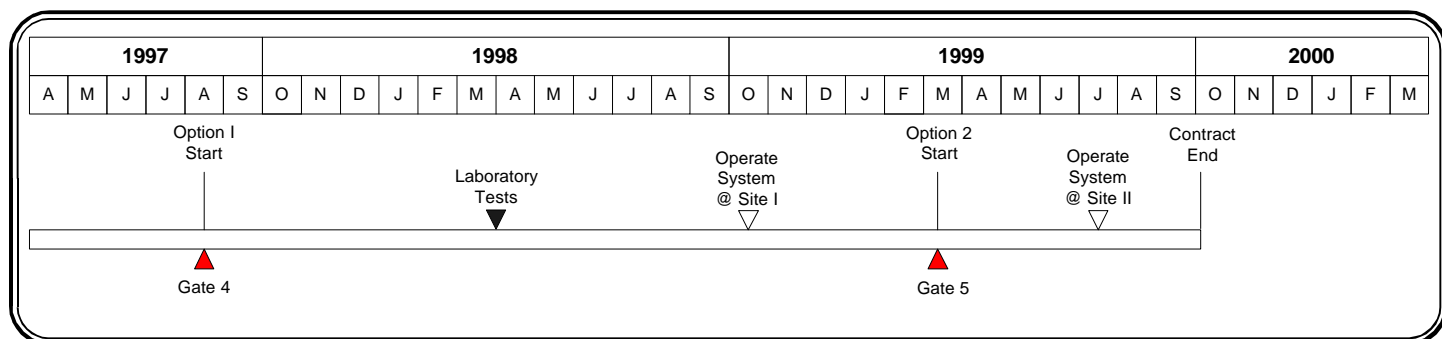 1997 1998 1999 2000
A M J J A S O N D J F M A M J J A S O N D J F M A M J J A S O N D J F M
Option I
Start
Laboratory
Tests
Operate
System
@ Site I
Option 2
Start
Operate
System
@ Site II
Contract
End
Gate 4
Gate 5